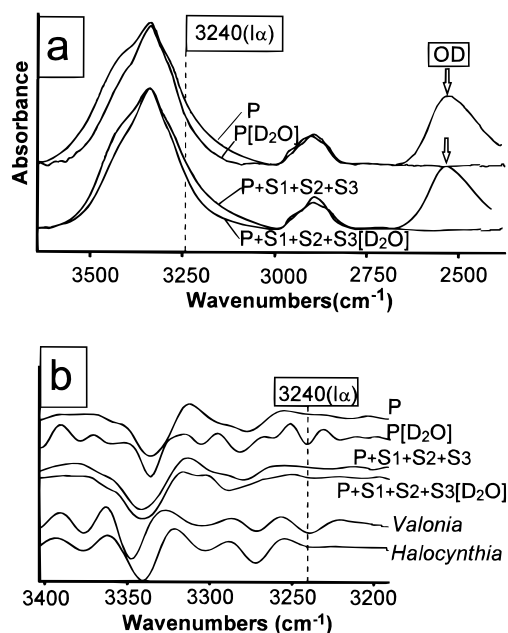 a
3240(Iα)
OD
P
P[D₂O]
P+S1+S2+S3
P+S1+S2+S3[D₂O]
Absorbance
3500 3250 3000 2750 2500
Wavenumbers(cm⁻¹)
b
3240(Iα)
P
P[D₂O]
P+S1+S2+S3
P+S1+S2+S3[D₂O]
Valonia
Halocynthia
3400 3350 3300 3250 3200
Wavenumbers (cm⁻¹)